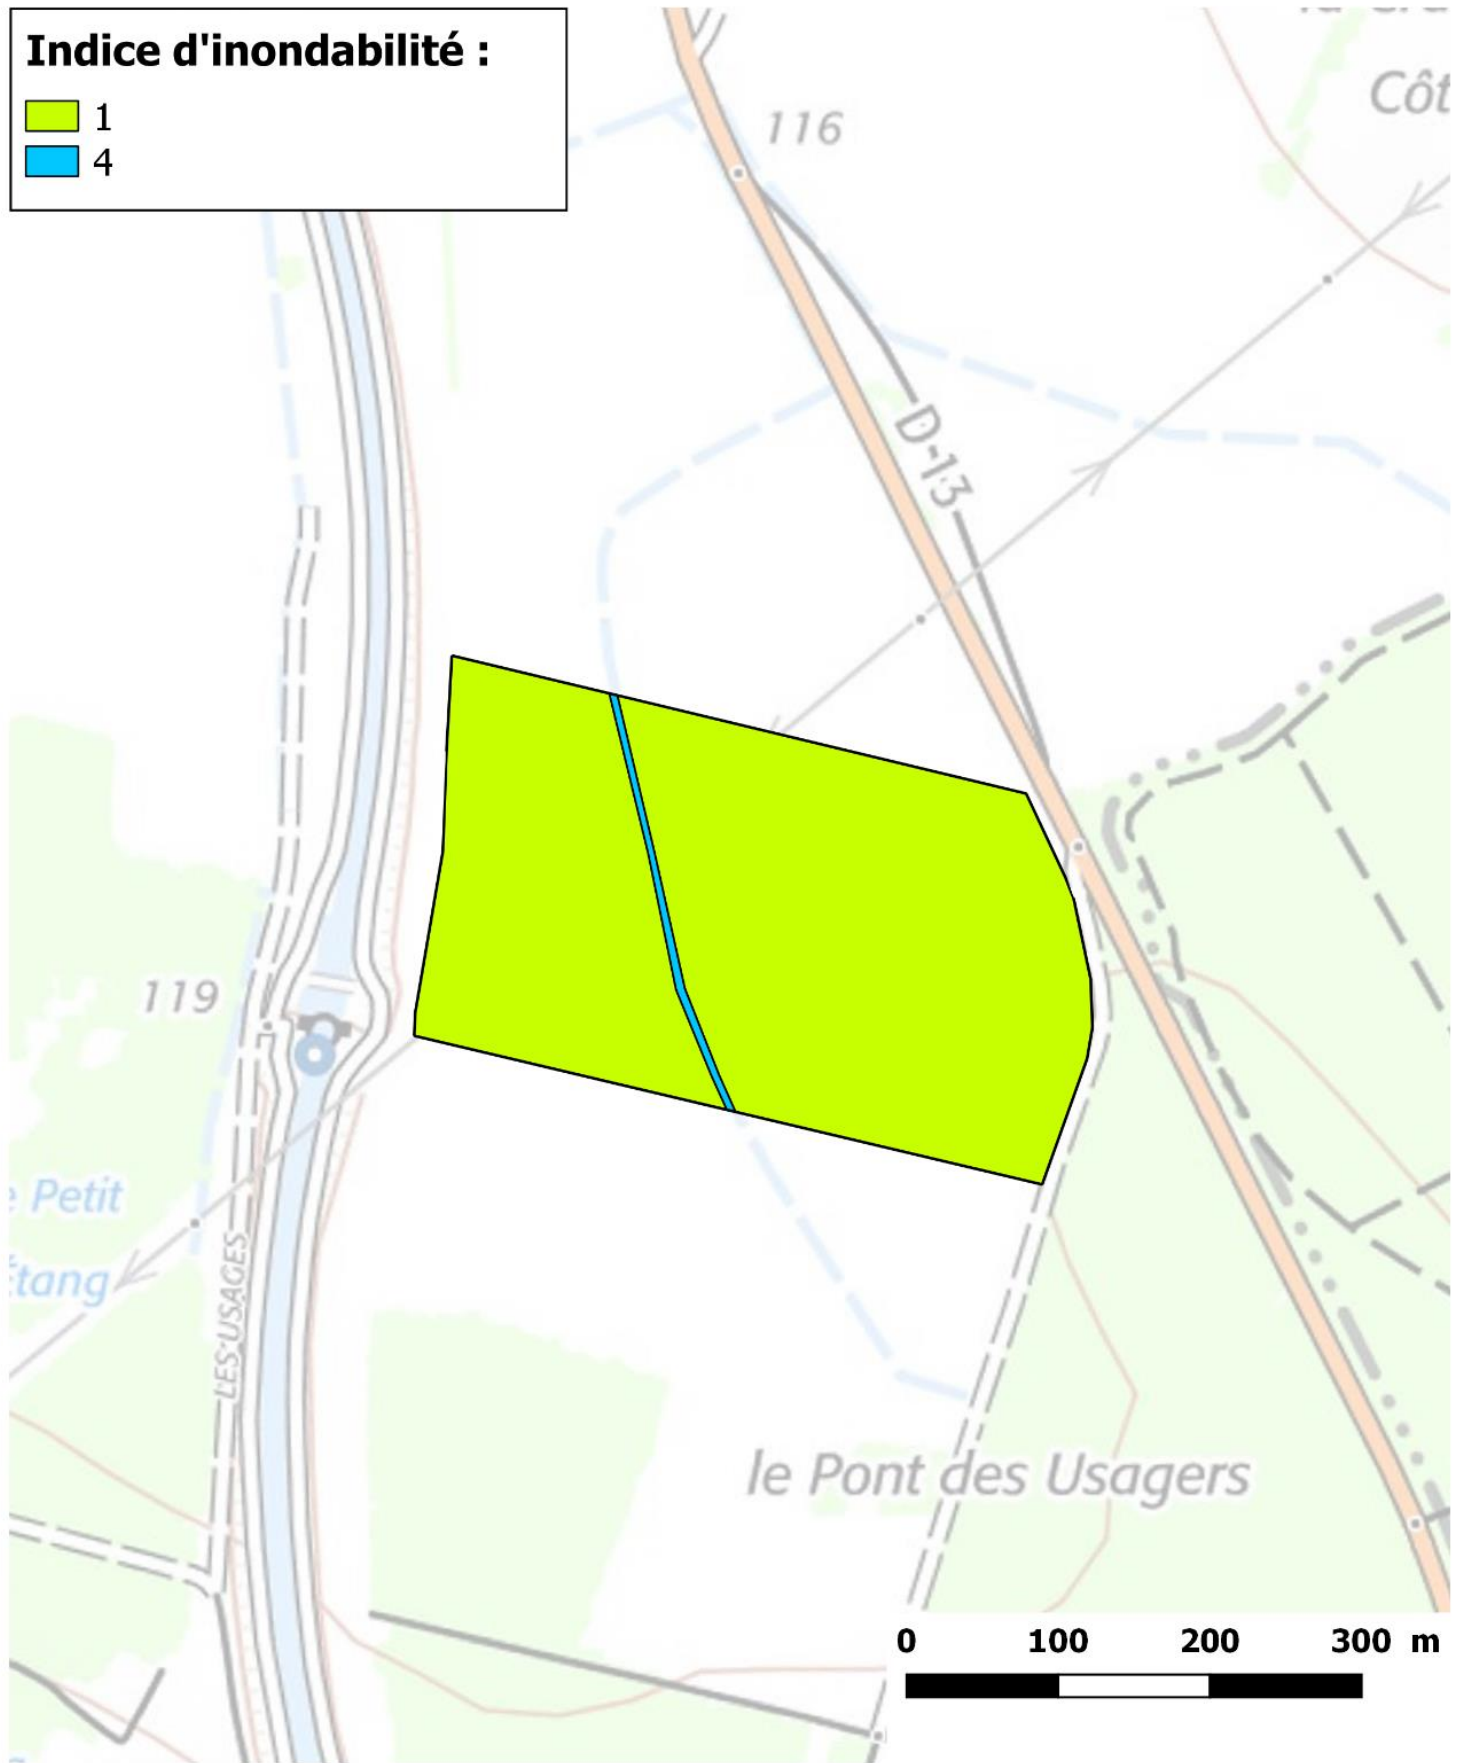 Indice d'inondabilité :
1
4
116
Côt
D-13
119
Petit
tang
LES USAGES
le Pont des Usagers
0 100 200 300 m